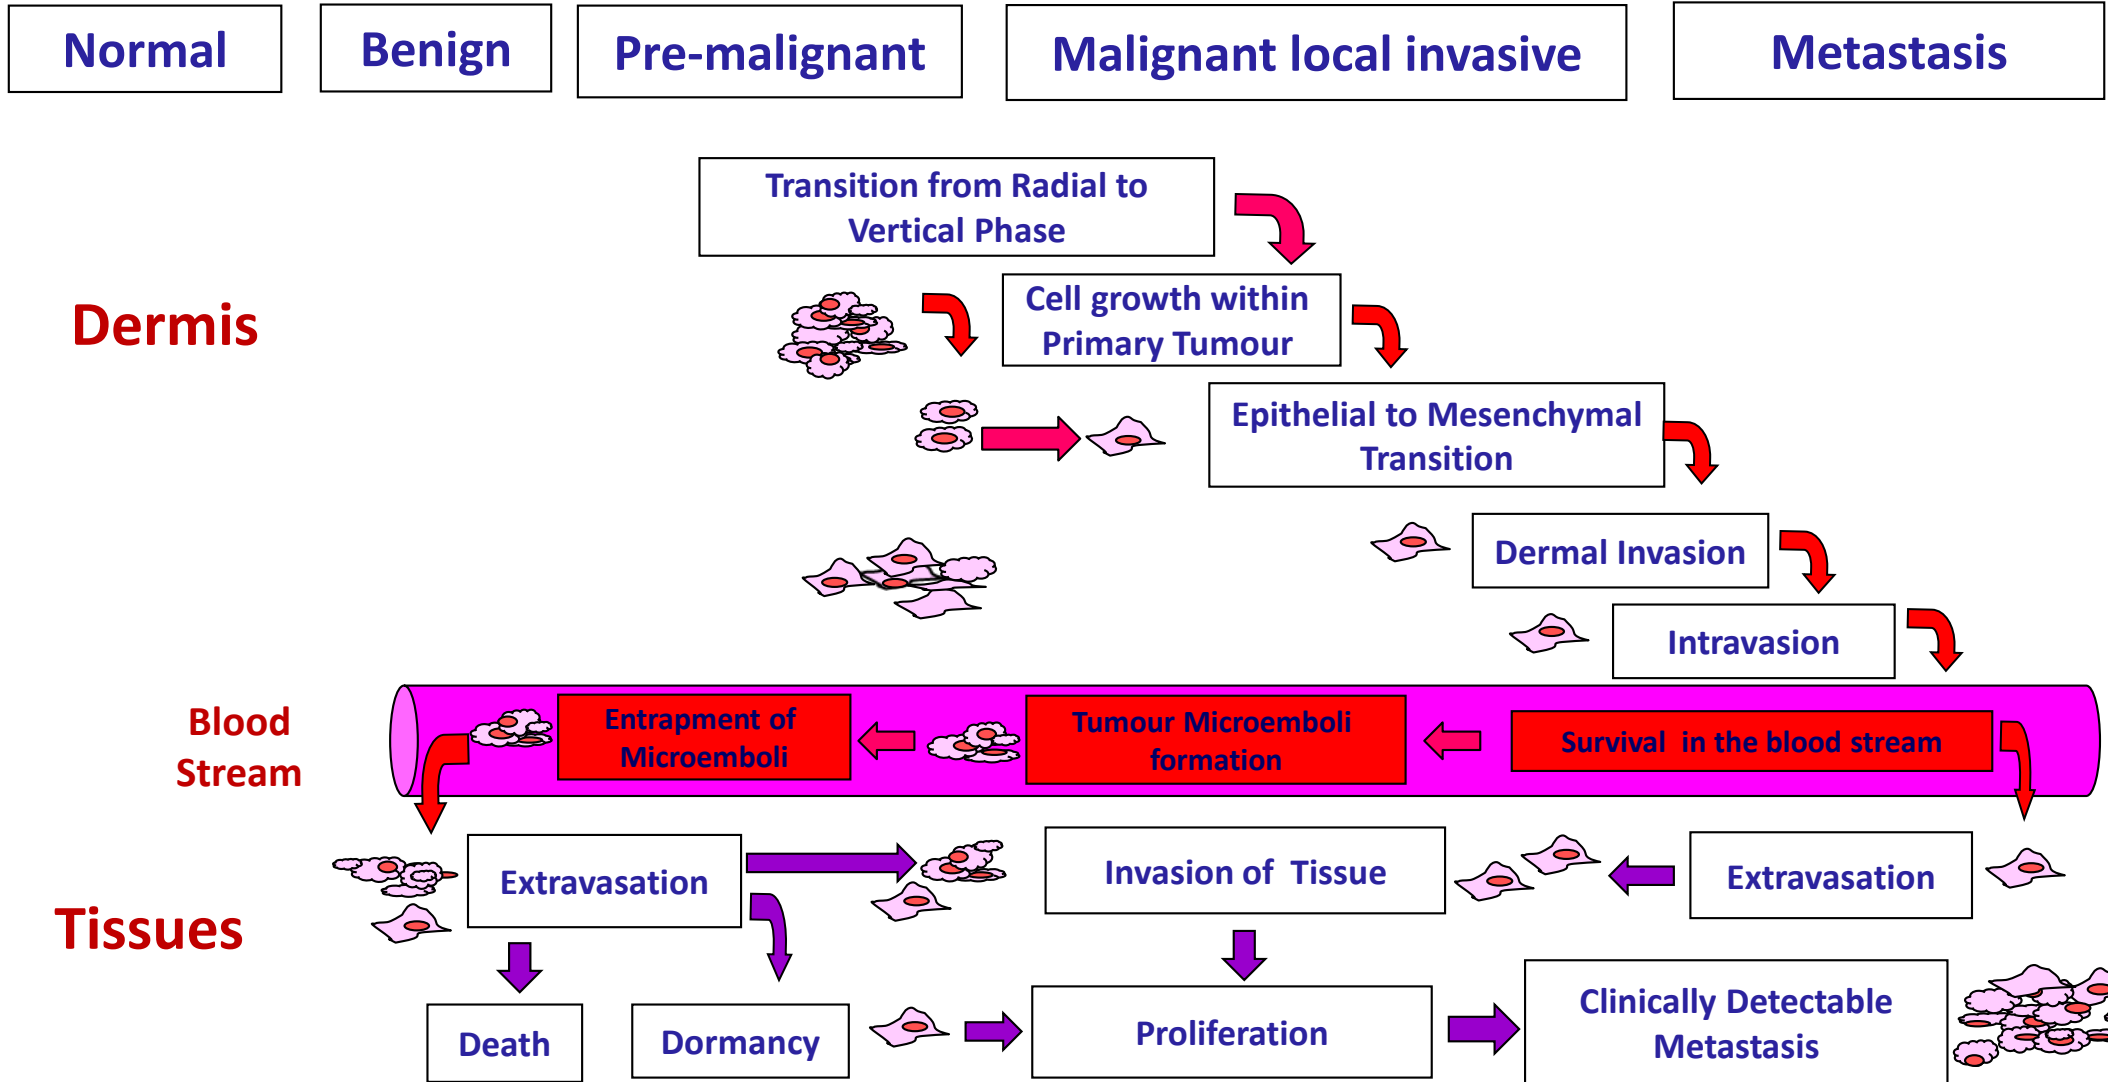 Normal
Benign
Pre-malignant
Malignant local invasive
Metastasis
Transition from Radial to
Vertical Phase
Dermis
Cell growth within
Primary Tumour
Epithelial to Mesenchymal
Transition
Dermal Invasion
Intravasion
Blood
Stream
Entrapment of
Microemboli
Tumour Microemboli
formation
Survival in the blood stream
Tissues
Extravasation
Invasion of Tissue
Extravasation
Death
Dormancy
Proliferation
Clinically Detectable
Metastasis